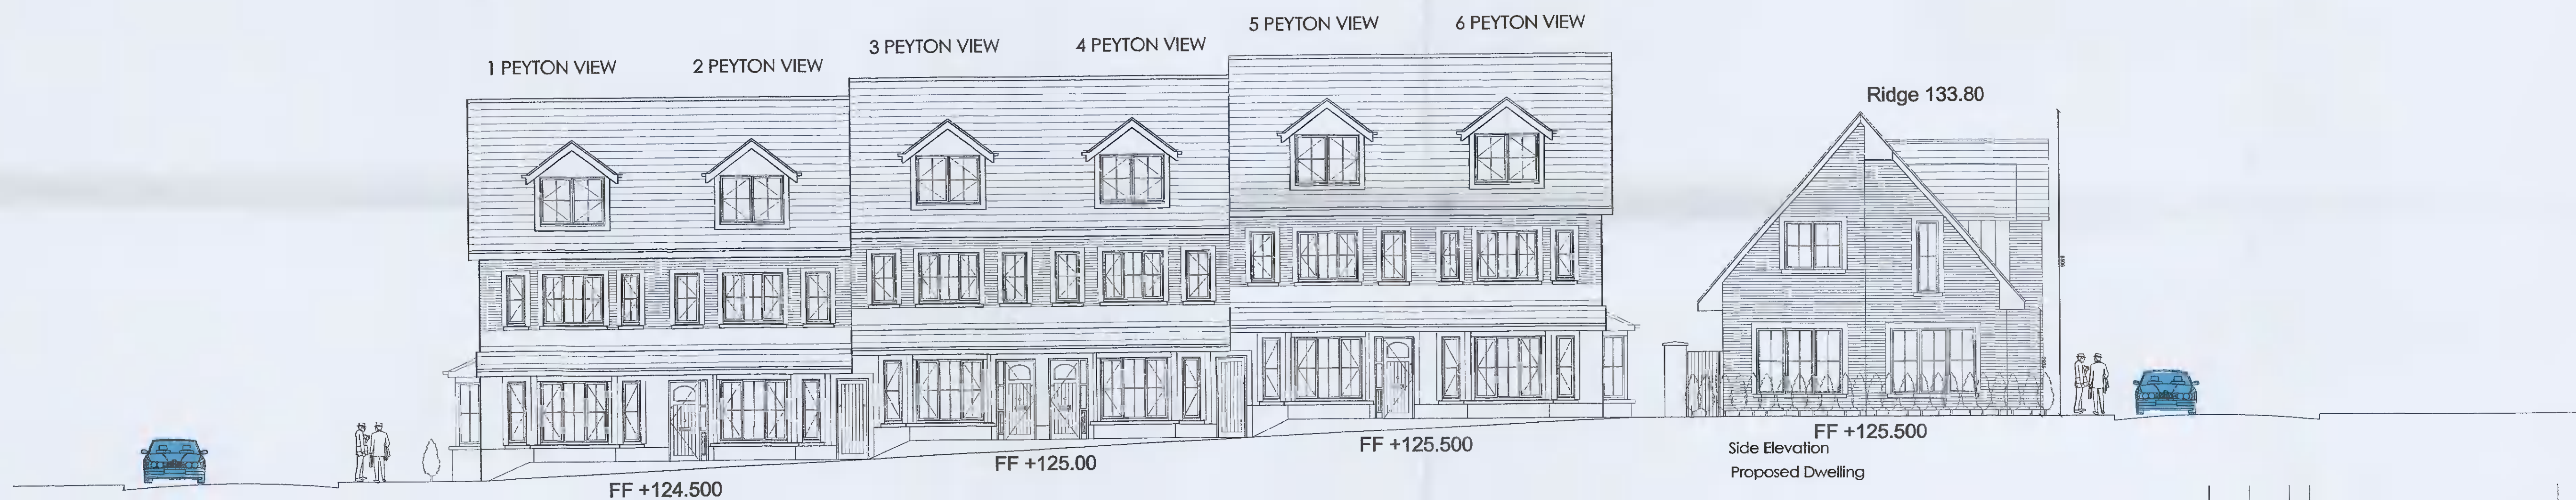 1 PEYTON VIEW
2 PEYTON VIEW
3 PEYTON VIEW
4 PEYTON VIEW
5 PEYTON VIEW
6 PEYTON VIEW
Ridge 133.80
FF +124.500
FF +125.00
FF +125.500
FF +125.500
Side Elevation
Proposed Dwelling